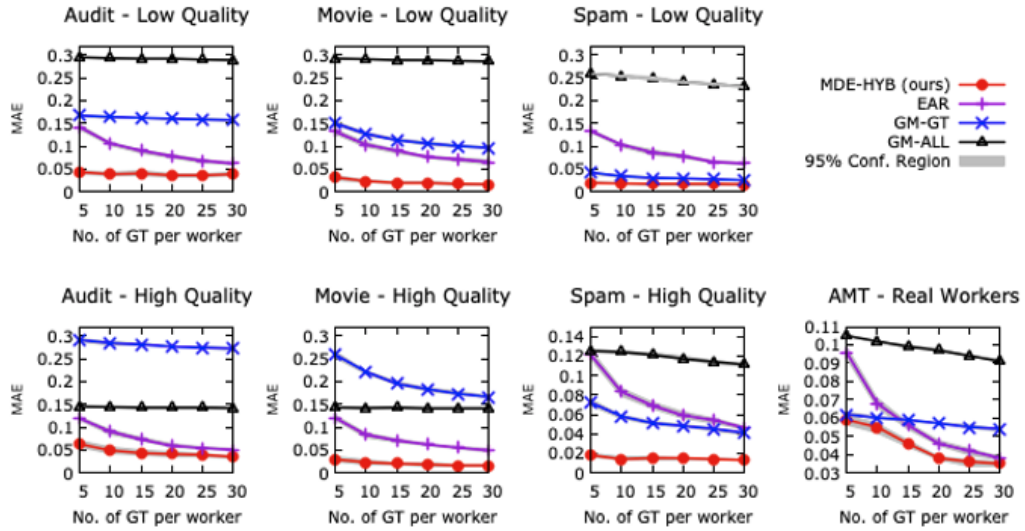 Audit - Low Quality
0.3
0.25
0.2
0.15
0.1
0.05
0
MAE
5 10 15 20 25 30
No. of GT per worker
Movie - Low Quality
0.3
0.25
0.2
0.15
0.1
0.05
0
MAE
5 10 15 20 25 30
No. of GT per worker
Spam - Low Quality
0.3
0.25
0.2
0.15
0.1
0.05
0
MAE
5 10 15 20 25 30
No. of GT per worker
MDE-HYB (ours)
EAR
GM-GT
GM-ALL
95% Conf. Region
Audit - High Quality
0.3
0.25
0.2
0.15
0.1
0.05
0
MAE
5 10 15 20 25 30
No. of GT per worker
Movie - High Quality
0.3
0.25
0.2
0.15
0.1
0.05
0
MAE
5 10 15 20 25 30
No. of GT per worker
Spam - High Quality
0.14
0.12
0.1
0.08
0.06
0.04
0.02
0
MAE
5 10 15 20 25 30
No. of GT per worker
AMT - Real Workers
0.11
0.1
0.09
0.08
0.07
0.06
0.05
0.04
0.03
MAE
5 10 15 20 25 30
No. of GT per worker